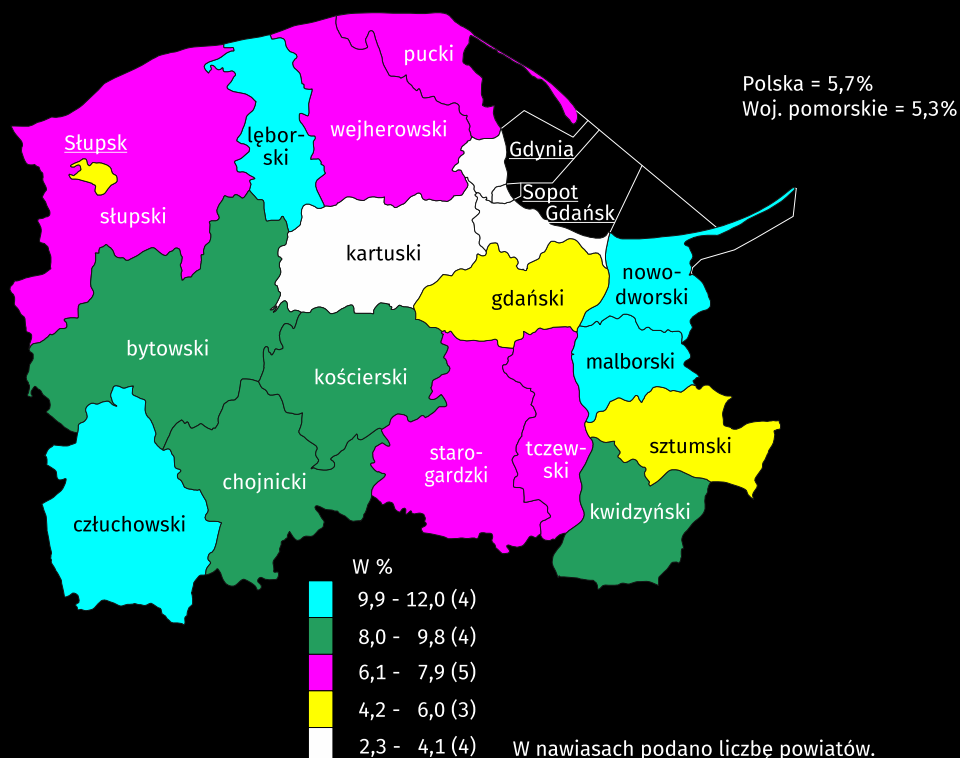 pucki
Polska = 5,7%
Woj. pomorskie = 5,3%
wejherowski
lębor-
ski
Słupsk
Gdynia
Sopot
Gdańsk
słupski
kartuski
nowo-
dworski
gdański
bytowski
malborski
kościerski
sztumski
staro-
gardzki
tczew-
ski
chojnicki
kwidzyński
człuchowski
W %
9,9 - 12,0 (4)
8,0 - 9,8 (4)
6,1 - 7,9 (5)
4,2 - 6,0 (3)
2,3 - 4,1 (4)
W nawiasach podano liczbę powiatów.